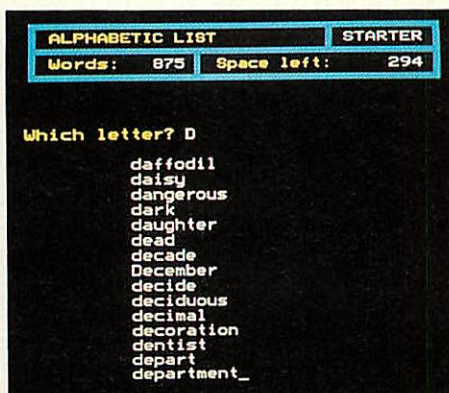 ALPHABETIC LIST STARTER
Words: 875 Space left: 294
Which letter? D
daffodil
daisy
dangerous
dark
daughter
dead
decade
December
decide
deciduous
decimal
decoration
dentist
depart
department_